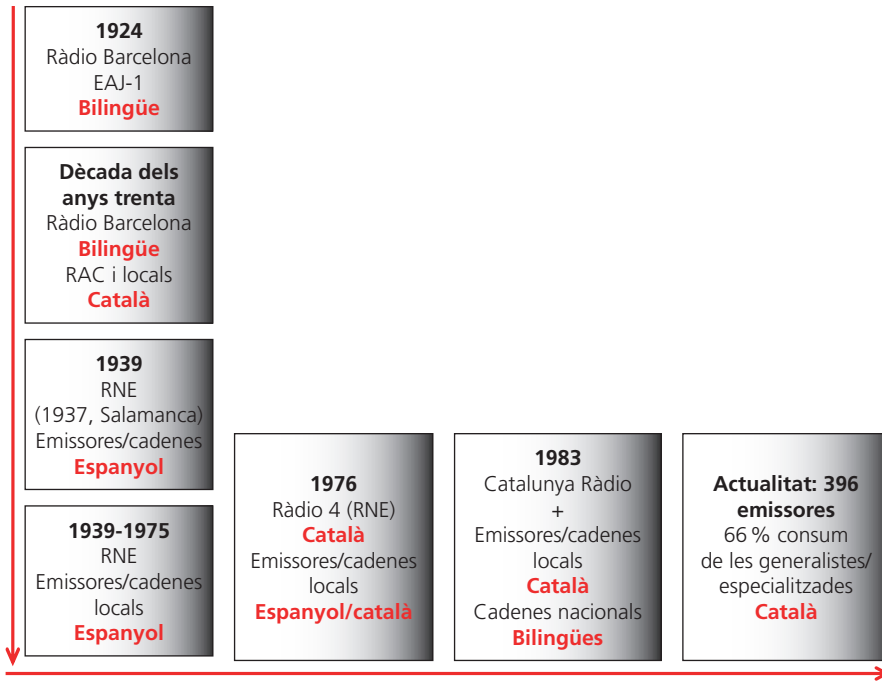 1924
Ràdio Barcelona
EAJ-1
Bilingüe
Dècada dels
anys trenta
Ràdio Barcelona
Bilingüe
RAC i locals
Català
1939
RNE
(1937, Salamanca)
Emissores/cadenes
Espanyol
1939-1975
RNE
Emissores/cadenes
locals
Espanyol
1976
Ràdio 4 (RNE)
Català
Emissores/cadenes
locals
Espanyol/català
1983
Catalunya Ràdio
+
Emissores/cadenes
locals
Català
Cadenes nacionals
Bilingües
Actualitat: 396
emissores
66 % consum
de les generalistes/
especialitzades
Català